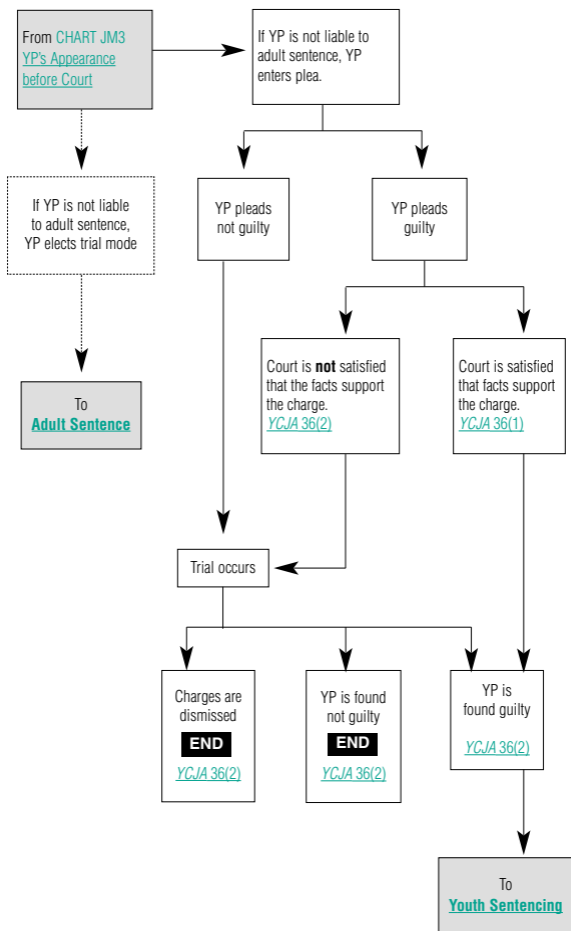 From CHART JM3
YP's Appearance
before Court
If YP is not liable to
adult sentence, YP
enters plea.
If YP is not liable
to adult sentence,
YP elects trial mode
YP pleads
not guilty
YP pleads
guilty
To
Adult Sentence
Court is not satisfied
that the facts support
the charge.
YCJA 36(2)
Court is satisfied
that facts support
the charge.
YCJA 36(1)
Trial occurs
Charges are
dismissed
END
YCJA 36(2)
YP is found
not guilty
END
YCJA 36(2)
YP is
found guilty
YCJA 36(2)
To
Youth Sentencing